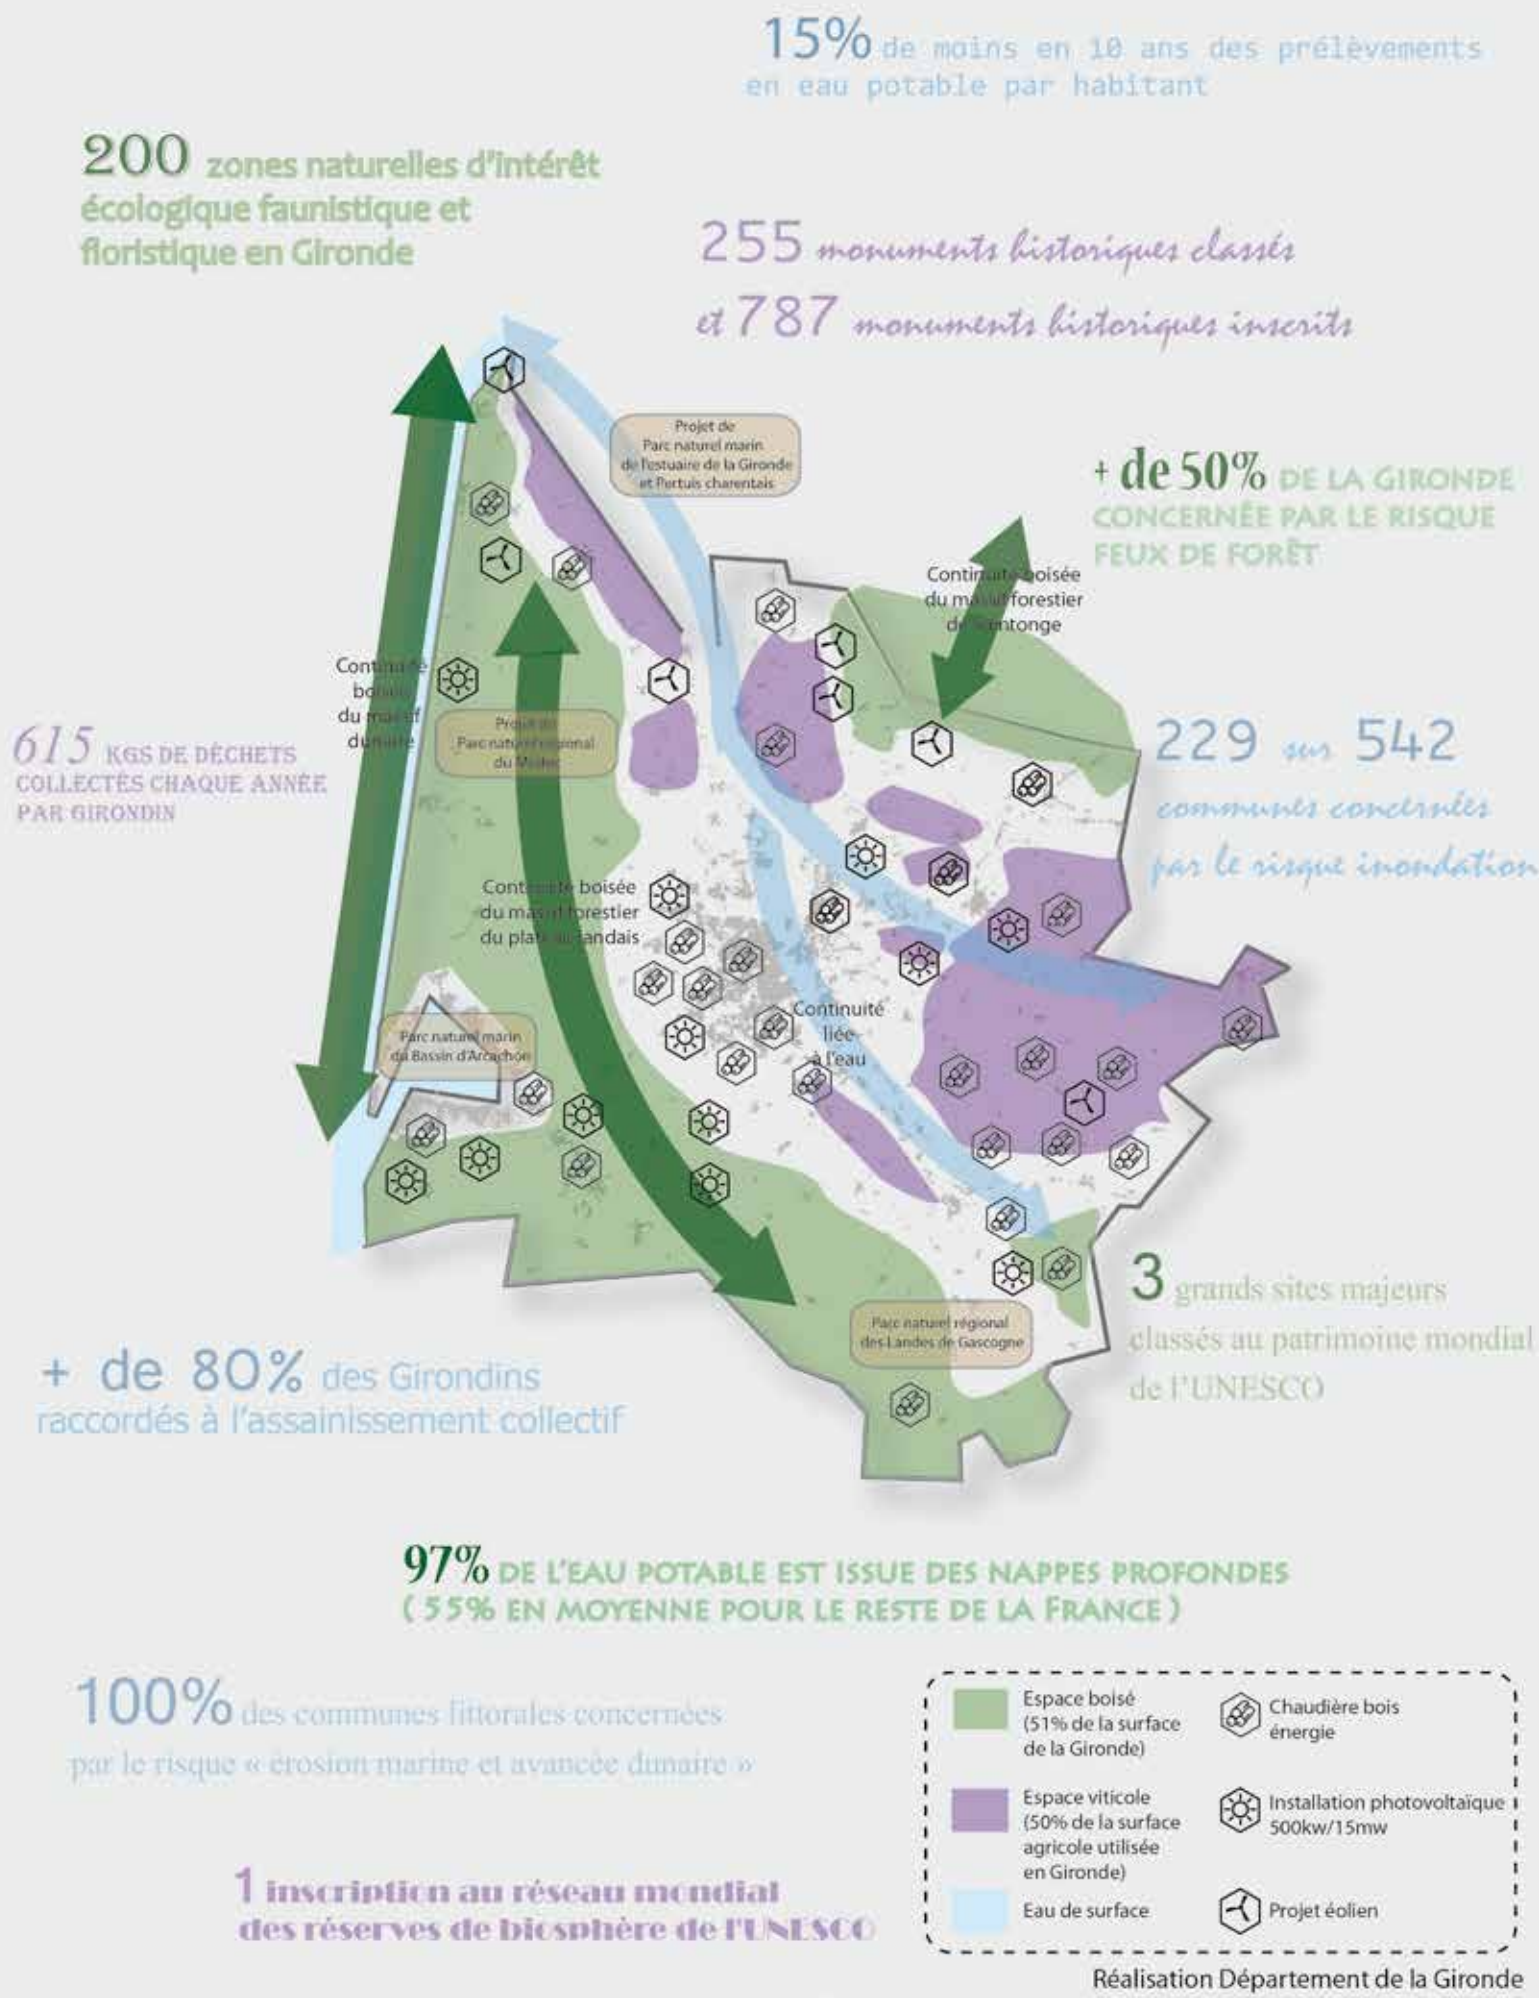 15% de moins en 10 ans des prélèvements
en eau potable par habitant
200 zones naturelles d'intérêt
écologique faunistique et
floristique en Gironde
255 monuments historiques classés
et 787 monuments historiques inscrits
Projet de
Parc naturel marin
de l'estuaire de la Gironde
et Pertuis charentais
+ de 50% DE LA GIRONDE
CONCERNÉE PAR LE RISQUE
FEUX DE FORÊT
Continuité boisée
du massif forestier
de Saintonge
Continuité
boisée
du massif
dunaire
Projet de
Parc naturel régional
du Médoc
615 KGS DE DÉCHETS
COLLECTÉS CHAQUE ANNÉE
PAR GIRONDIN
229 sur 542
communes concernées
par le risque inondation
Continuité boisée
du massif forestier
du plateau landais
Continuité
liée
à l'eau
Parc naturel marin
du Bassin d'Arcachon
3 grands sites majeurs
classés au patrimoine mondial
de l'UNESCO
Parc naturel régional
des Landes de Gascogne
+ de 80% des Girondins
raccordés à l'assainissement collectif
97% DE L'EAU POTABLE EST ISSUE DES NAPPES PROFONDES
( 55% EN MOYENNE POUR LE RESTE DE LA FRANCE )
100% des communes littorales concernées
par le risque « érosion marine et avancée dunaire »
1 inscription au réseau mondial
des réserves de biosphère de l'UNESCO
Espace boisé
(51% de la surface
de la Gironde)
Espace viticole
(50% de la surface
agricole utilisée
en Gironde)
Eau de surface
Chaudière bois
énergie
Installation photovoltaïque
500kw/15mw
Projet éolien
Réalisation Département de la Gironde